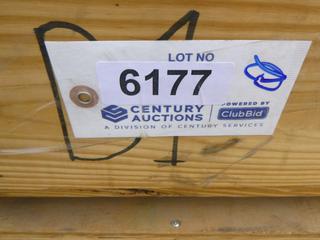 LOT NO
6177
CENTURY AUCTIONS
POWERED BY
ClubBid
A DIVISION OF CENTURY SERVICES